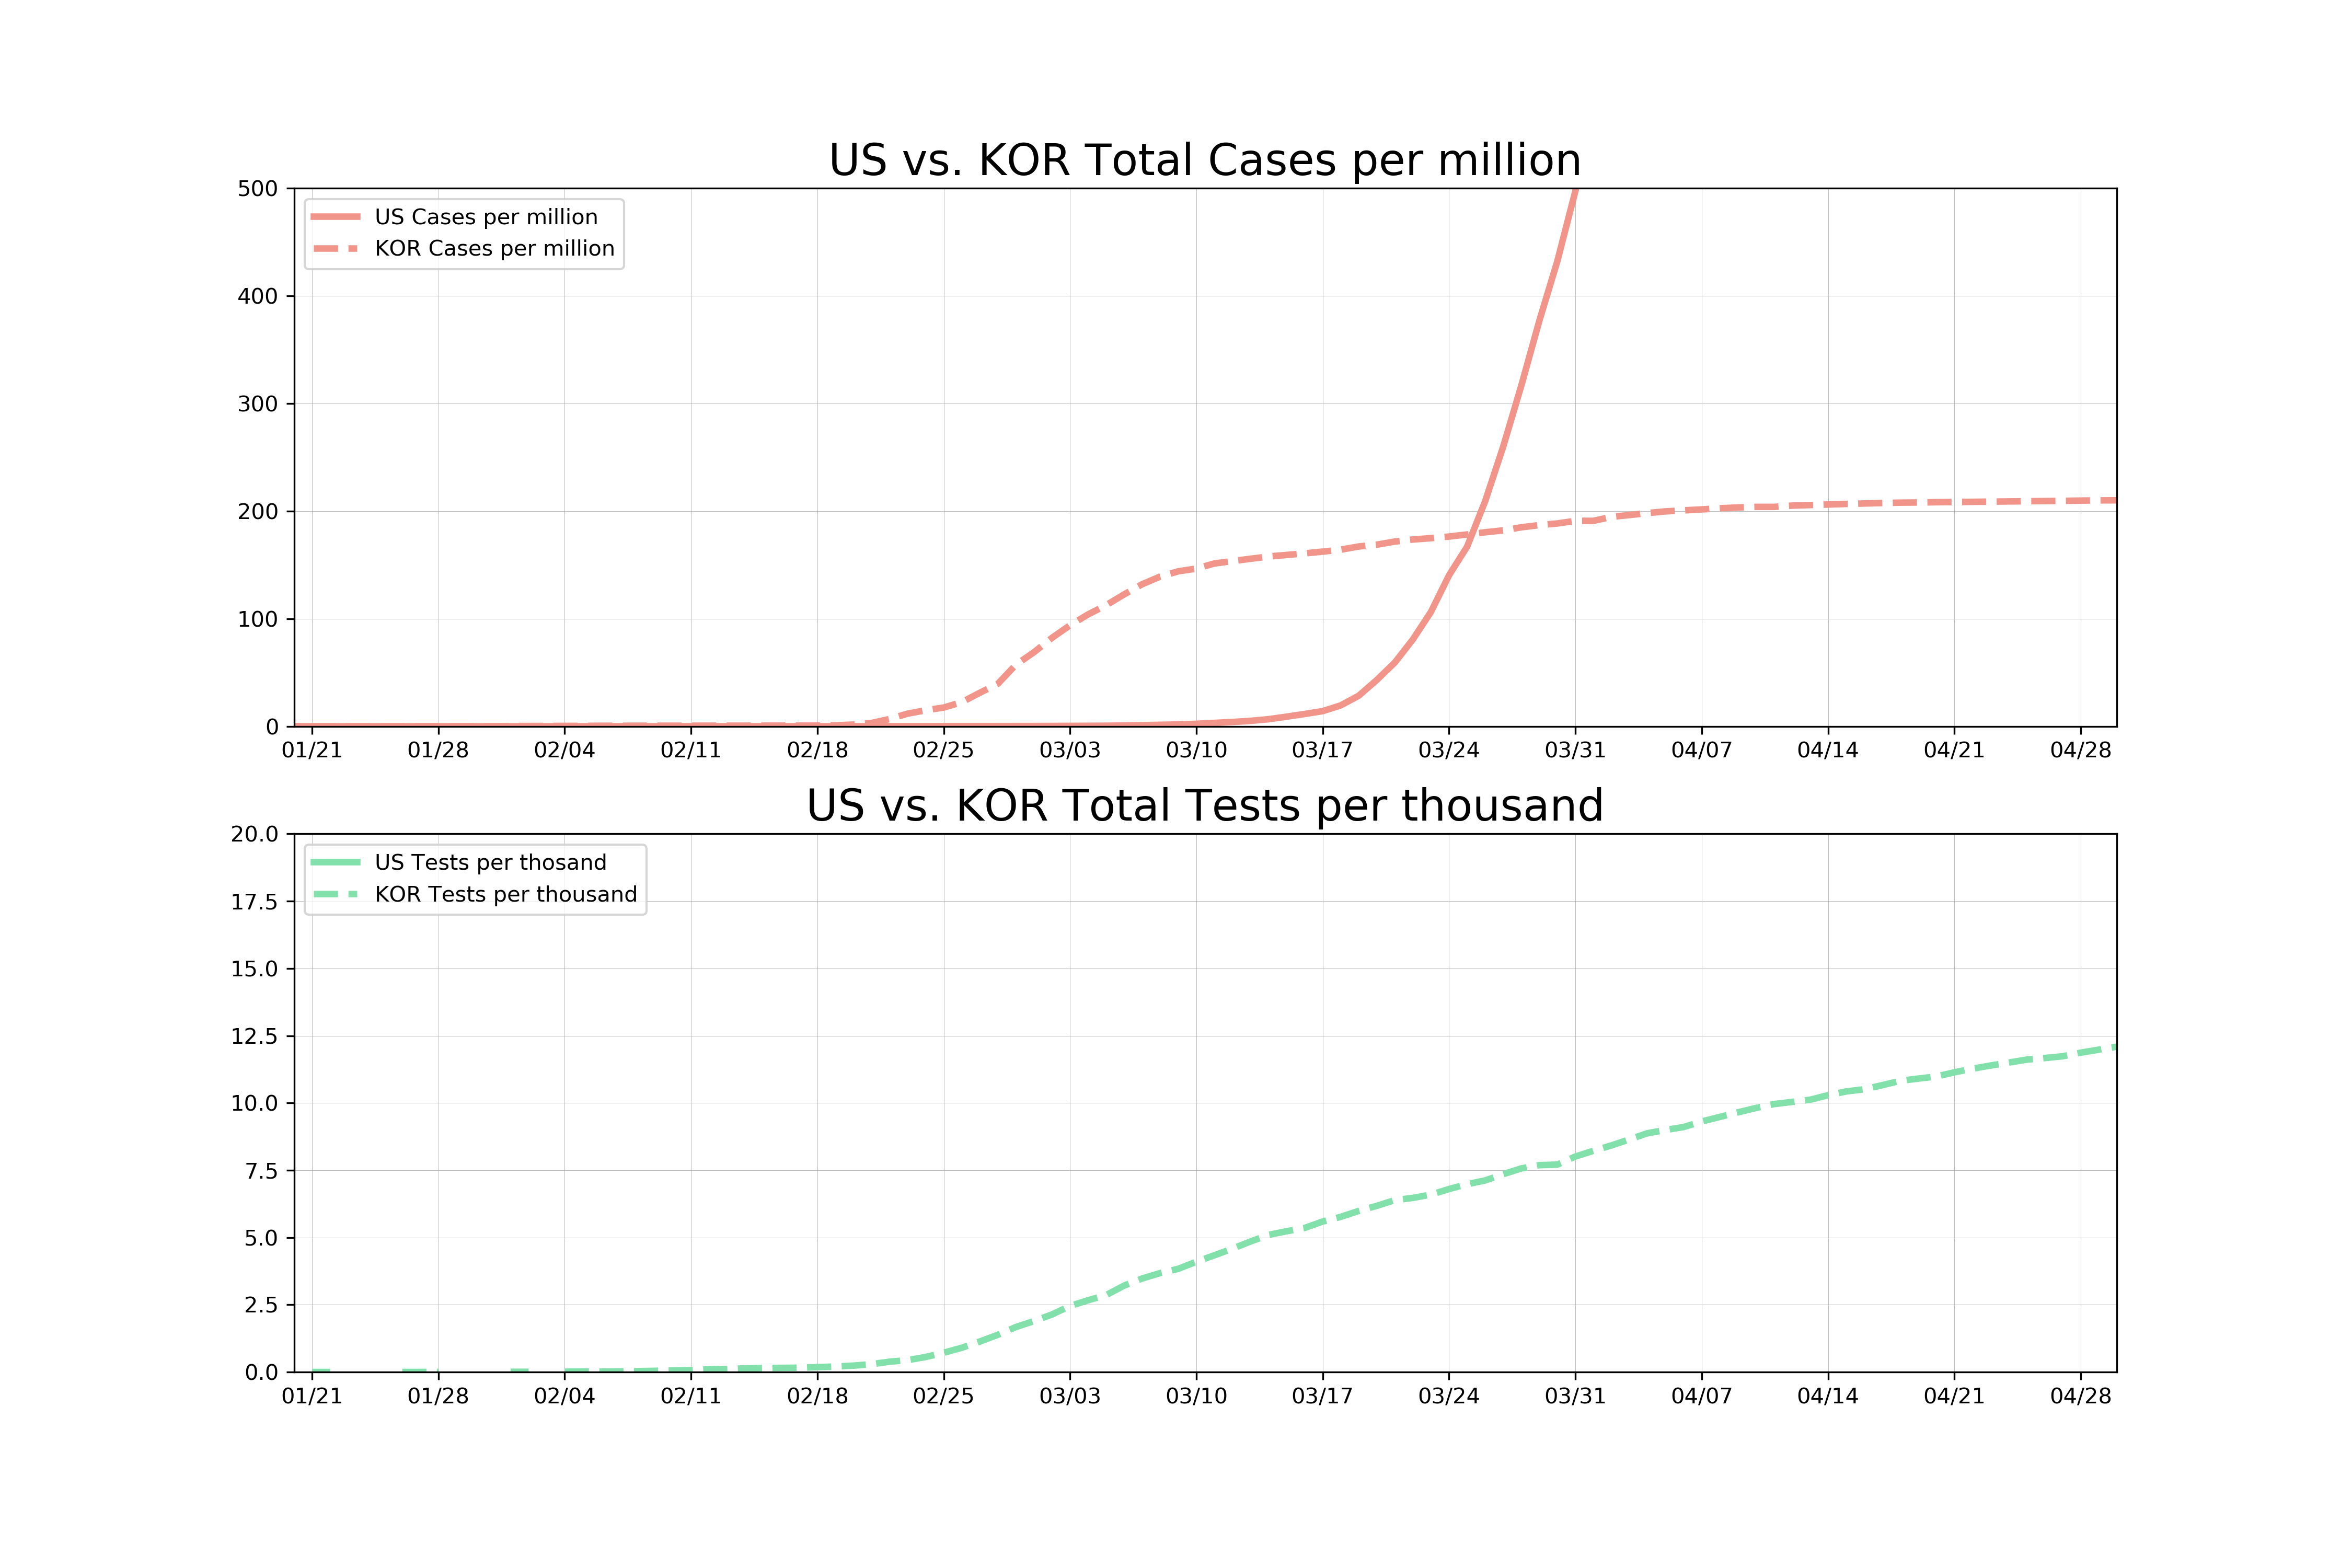 US vs. KOR Total Cases per million
500
400
300
200
100
0
US Cases per million
KOR Cases per million
01/21 01/28 02/04 02/11 02/18 02/25 03/03 03/10 03/17 03/24 03/31 04/07 04/14 04/21 04/28
US vs. KOR Total Tests per thousand
20.0
17.5
15.0
12.5
10.0
7.5
5.0
2.5
0.0
US Tests per thosand
KOR Tests per thousand
01/21 01/28 02/04 02/11 02/18 02/25 03/03 03/10 03/17 03/24 03/31 04/07 04/14 04/21 04/28